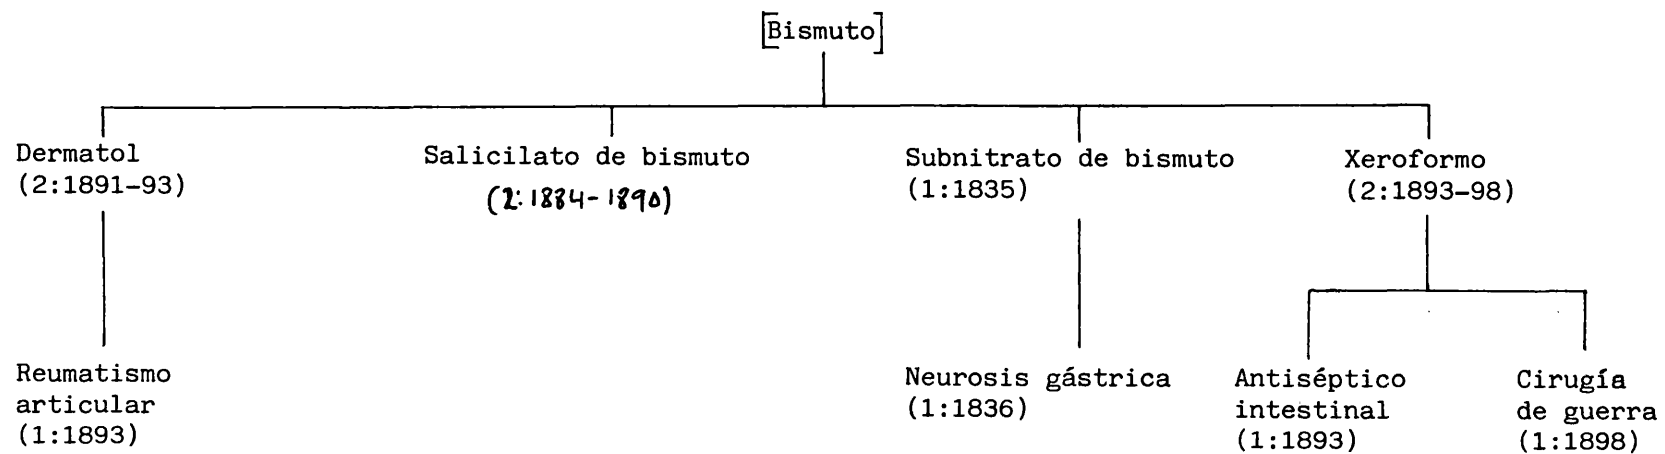 [Bismuto]
Dermatol
(2:1891-93)
Salicilato de bismuto
(2:1884-1890)
Subnitrato de bismuto
(1:1835)
Xeroformo
(2:1893-98)
Reumatismo
articular
(1:1893)
Neurosis gástrica
(1:1836)
Antiséptico
intestinal
(1:1893)
Cirugía
de guerra
(1:1898)